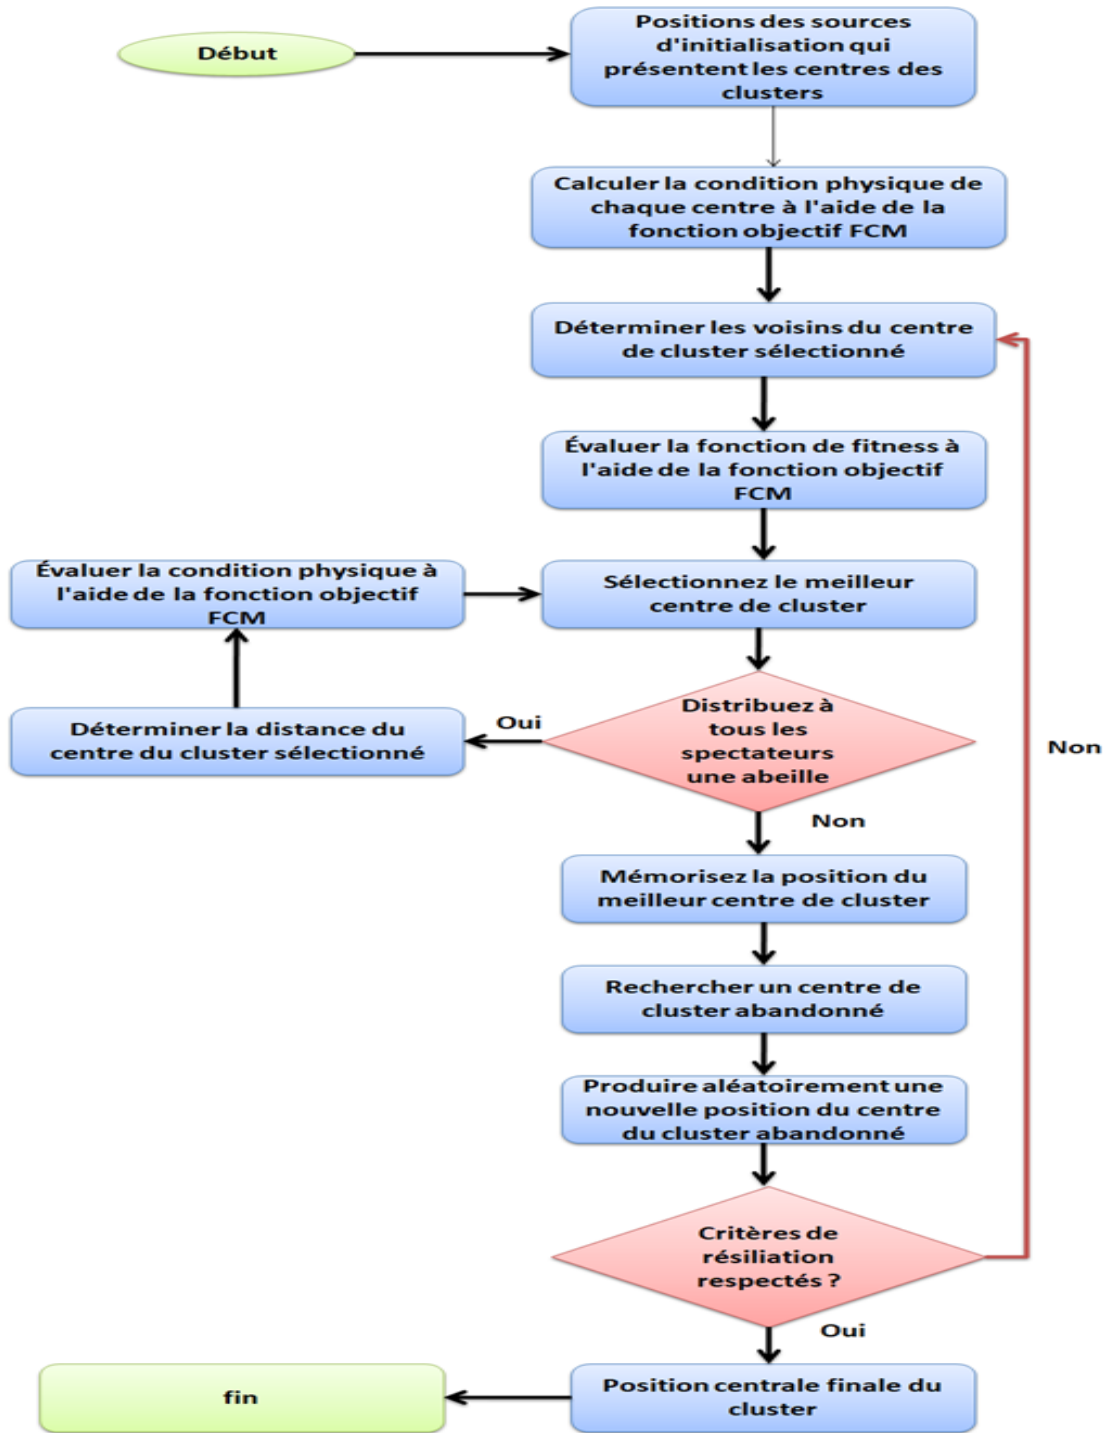 Début
Positions des sources
d'initialisation qui
présentent les centres des
clusters
Calculer la condition physique de
chaque centre à l'aide de la
fonction objectif FCM
Déterminer les voisins du centre
de cluster sélectionné
Évaluer la fonction de fitness à
l'aide de la fonction objectif
FCM
Évaluer la condition physique à
l'aide de la fonction objectif
FCM
Sélectionnez le meilleur
centre de cluster
Déterminer la distance du
centre du cluster sélectionné
Oui
Distribuez à
tous les
spectateurs
une abeille
Non
Non
Mémorisez la position du
meilleur centre de cluster
Rechercher un centre de
cluster abandonné
Produire aléatoirement une
nouvelle position du centre
du cluster abandonné
Critères de
résiliation
respectés ?
Oui
Position centrale finale du
cluster
fin